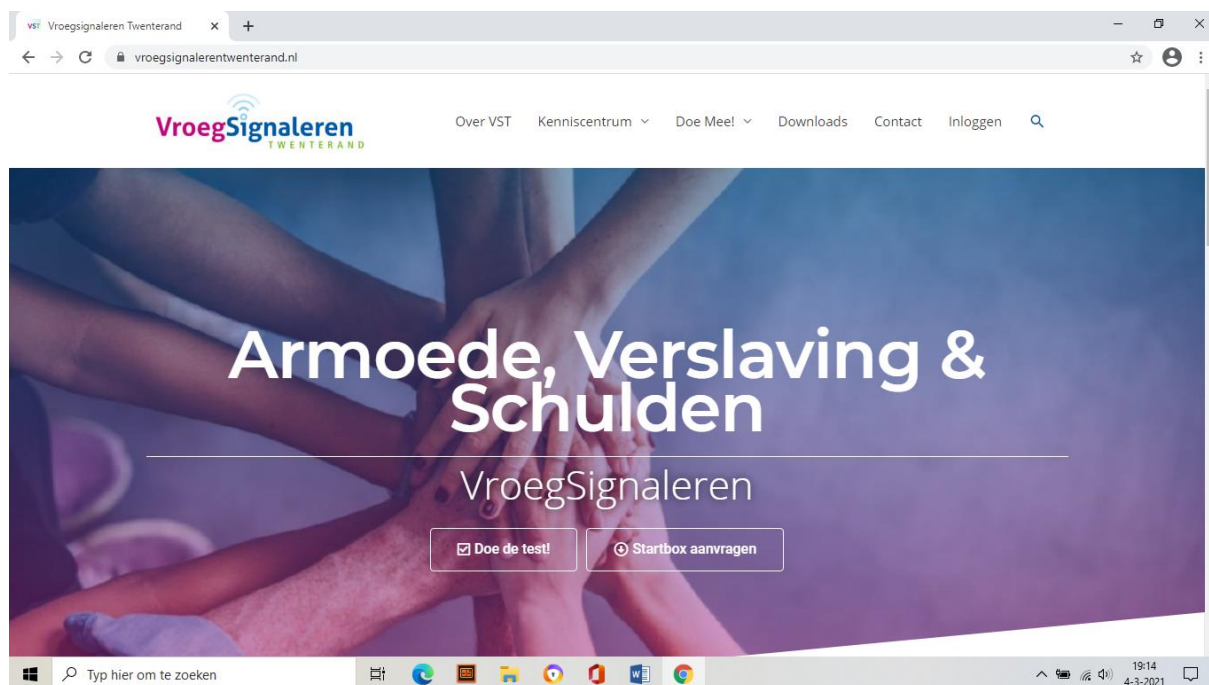 VST Vroegsignaleren Twenterand
vroegsignalerentwenterand.nl
VroegSignaleren
TWENTERAND
Over VST Kenniscentrum Doe Mee! Downloads Contact Inloggen
Armoede, Verslaving &
Schulden
VroegSignaleren
Doe de test! Startbox aanvragen
Typ hier om te zoeken
19:14
4-3-2021